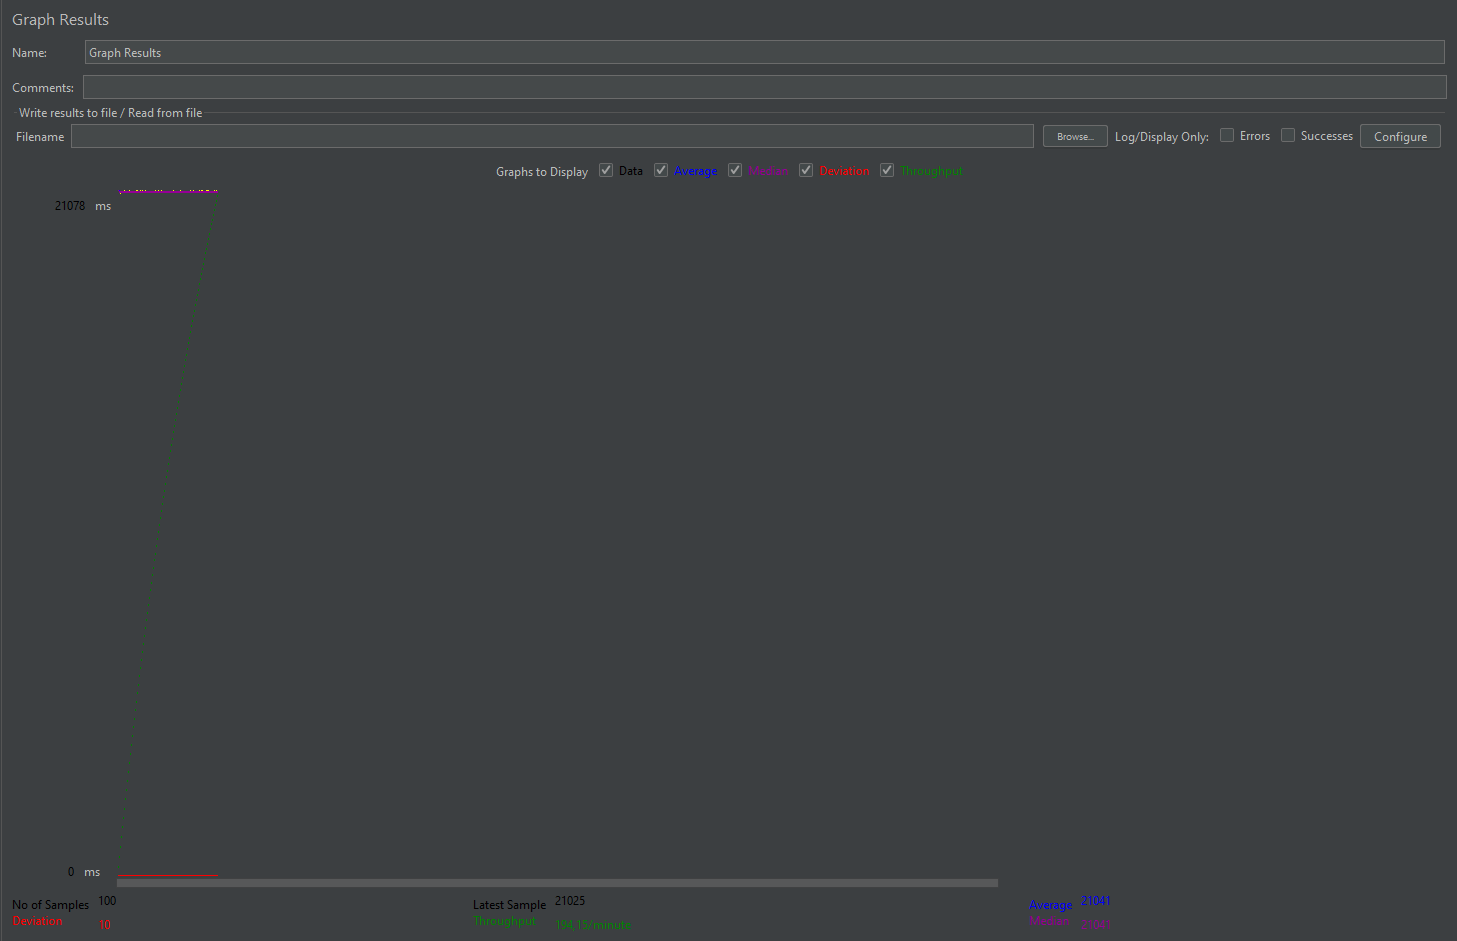 Graph Results
Name: Graph Results
Comments:
Write results to file / Read from file
Filename Browse... Log/Display Only: Errors Successes Configure
Graphs to Display Data Average Median Deviation Throughput
21078 ms
0 ms
No of Samples 100 Latest Sample 21025 Average 21041
Deviation 10 Throughput 194,15/minute Median 21041